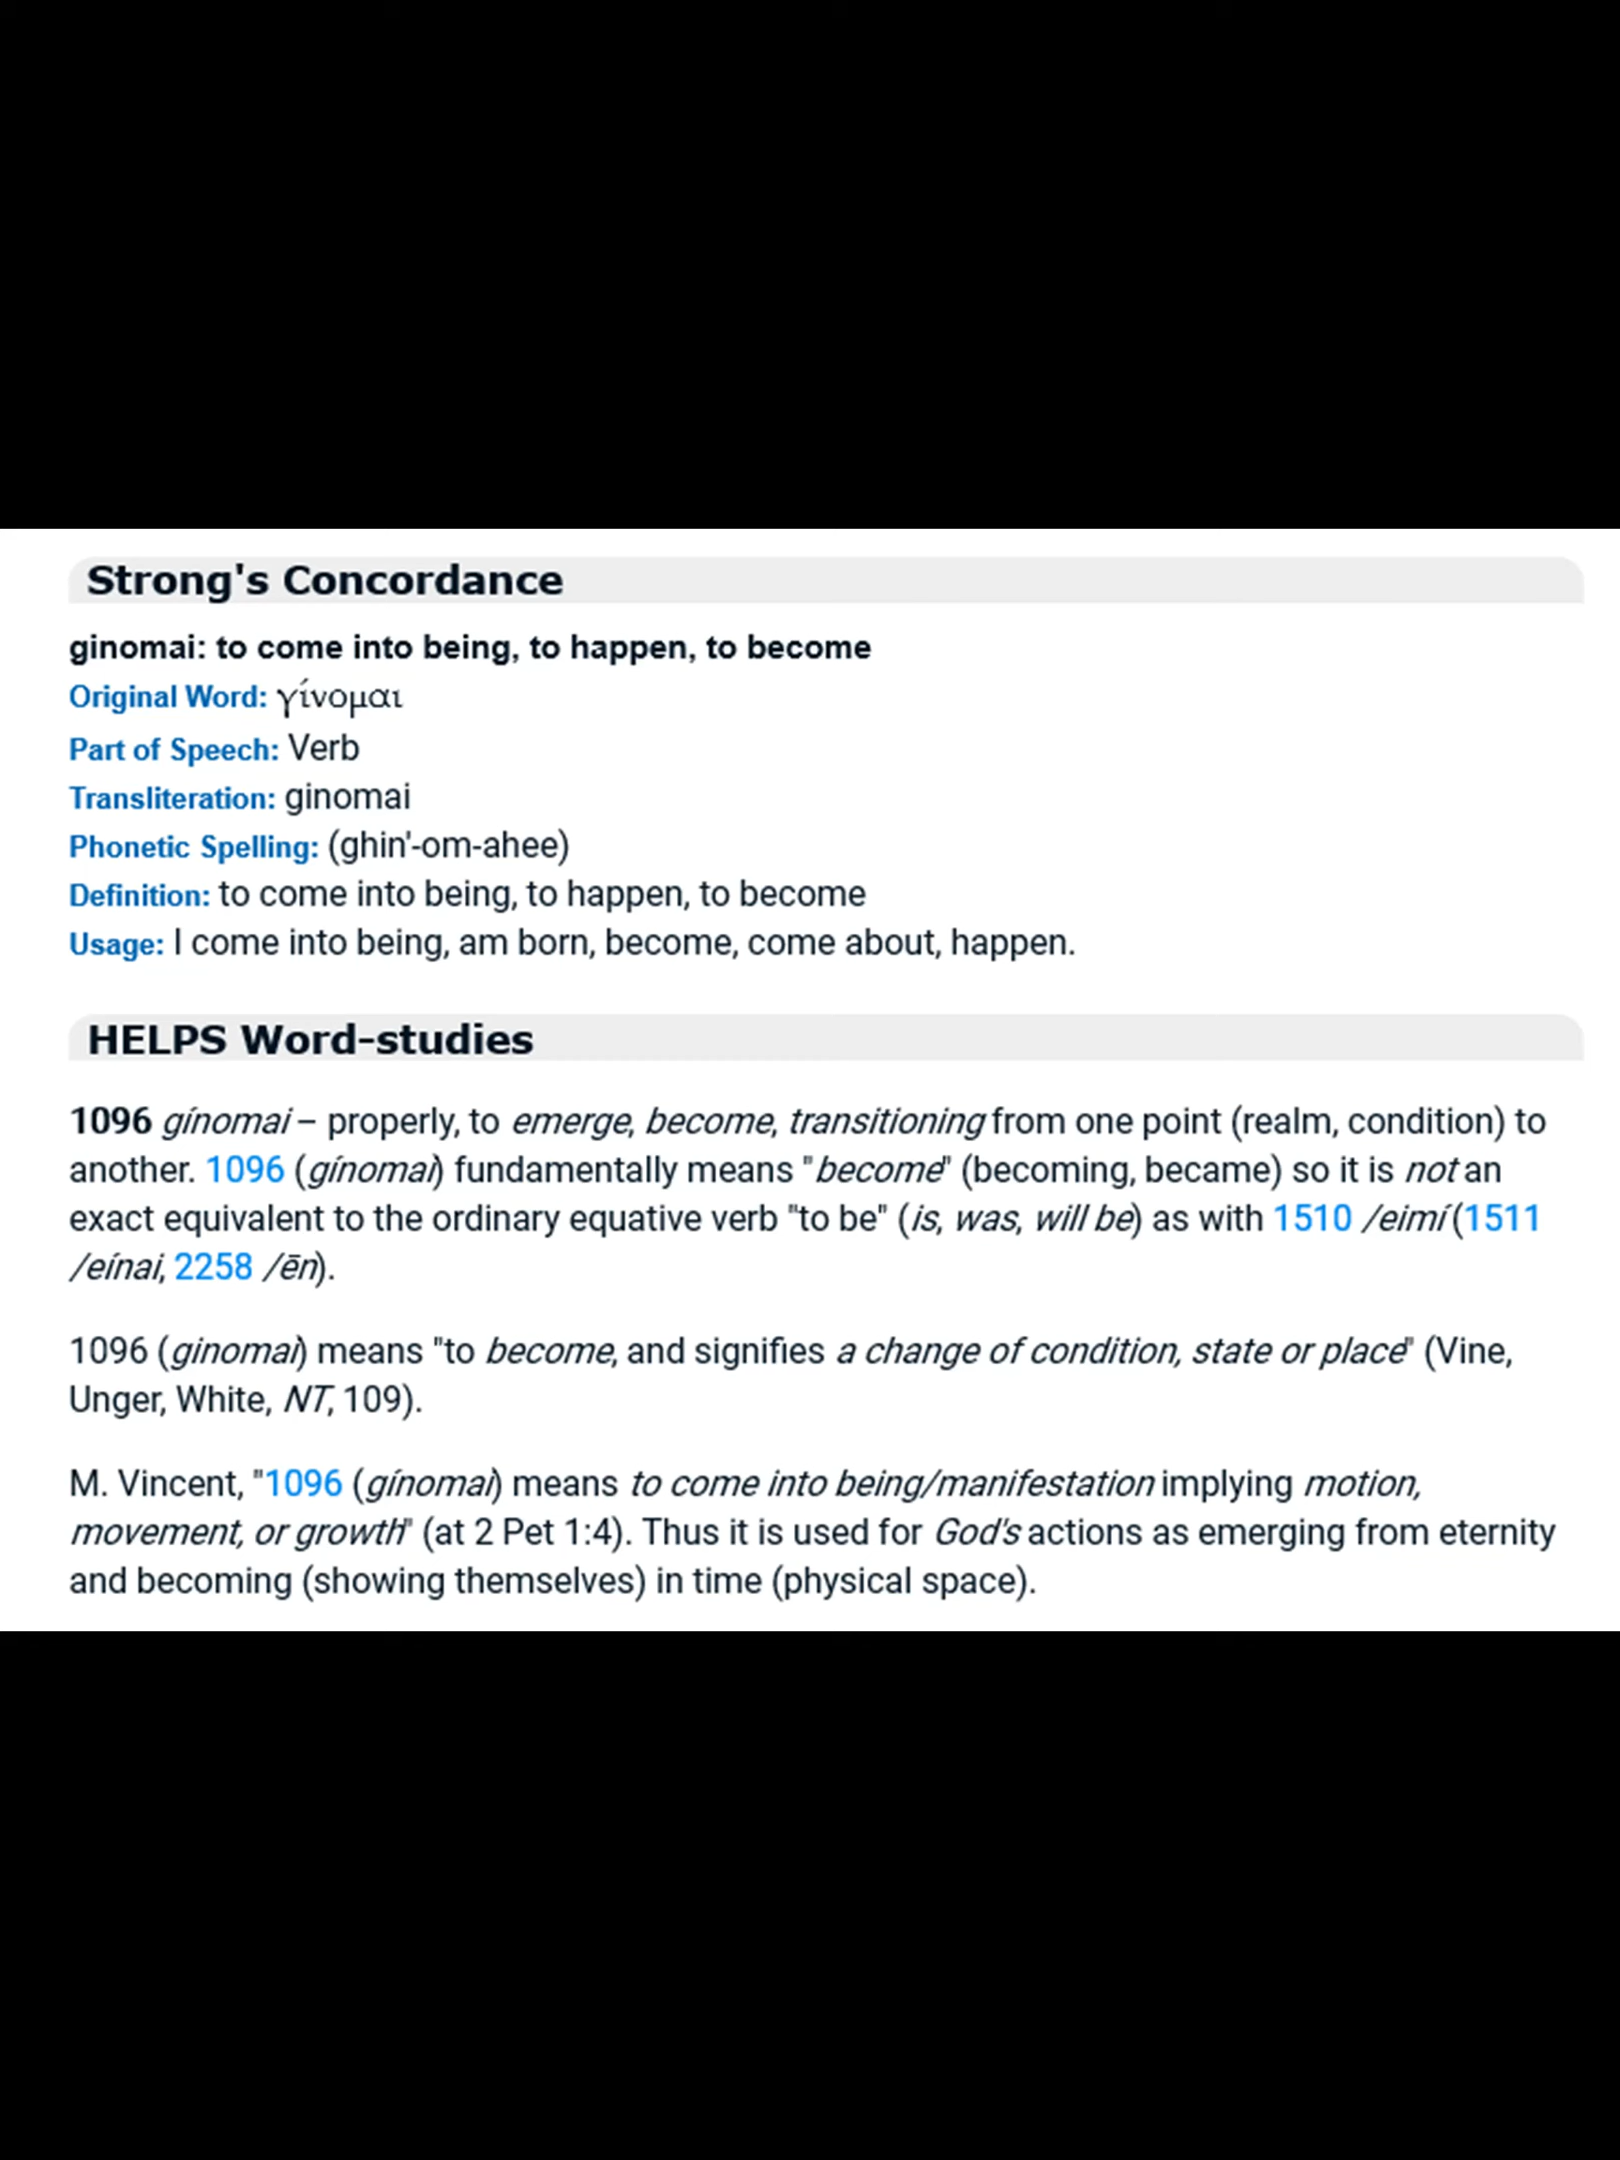 Strong's Concordance
ginomai: to come into being, to happen, to become
Original Word: γίνομαι
Part of Speech: Verb
Transliteration: ginomai
Phonetic Spelling: (ghin'-om-ahee)
Definition: to come into being, to happen, to become
Usage: I come into being, am born, become, come about, happen.
HELPS Word-studies
1096 gínomai – properly, to emerge, become, transitioning from one point (realm, condition) to
another. 1096 (gínomai) fundamentally means "become" (becoming, became) so it is not an
exact equivalent to the ordinary equative verb "to be" (is, was, will be) as with 1510 /eimí (1511
/eínai, 2258 /ēn).
1096 (ginomai) means "to become, and signifies a change of condition, state or place" (Vine,
Unger, White, NT, 109).
M. Vincent, "1096 (gínomai) means to come into being/manifestation implying motion,
movement, or growth" (at 2 Pet 1:4). Thus it is used for God's actions as emerging from eternity
and becoming (showing themselves) in time (physical space).